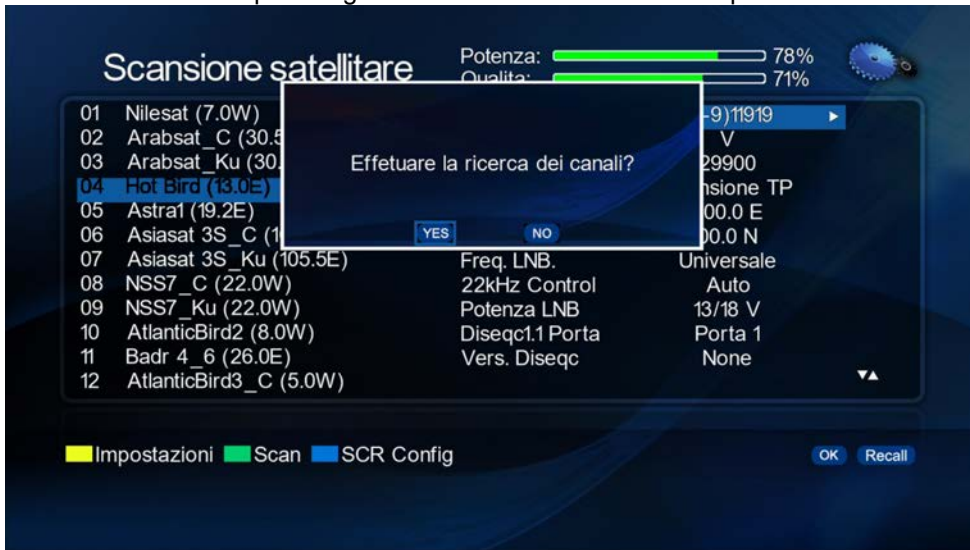 Scansione satellitare
Potenza: 78%
Qualita: 71%
01 Nilesat (7.0W)
02 Arabsat_C (30.5
03 Arabsat_Ku (30.
04 Hot Bird (13.0E)
05 Astra1 (19.2E)
06 Asiasat 3S_C (1
07 Asiasat 3S_Ku (105.5E)
08 NSS7_C (22.0W)
09 NSS7_Ku (22.0W)
10 AtlanticBird2 (8.0W)
11 Badr 4_6 (26.0E)
12 AtlanticBird3_C (5.0W)
Effetuare la ricerca dei canali?
YES NO
-9)11919
V
29900
nsione TP
00.0 E
00.0 N
Freq. LNB. Universale
22kHz Control Auto
Potenza LNB 13/18 V
Diseqc1.1 Porta Porta 1
Vers. Diseqc None
Impostazioni Scan SCR Config
OK Recall